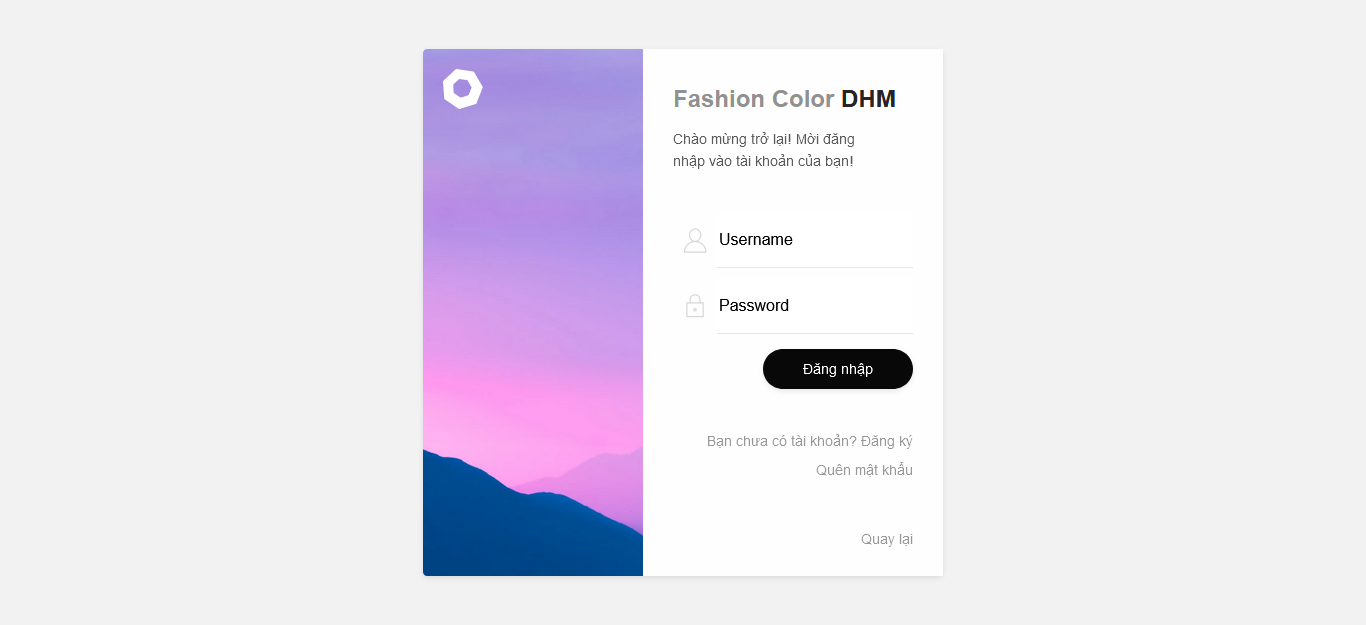 Fashion Color DHM
Chào mừng trở lại! Mời đăng
nhập vào tài khoản của bạn!
Username
Password
Đăng nhập
Bạn chưa có tài khoản? Đăng ký
Quên mật khẩu
Quay lại